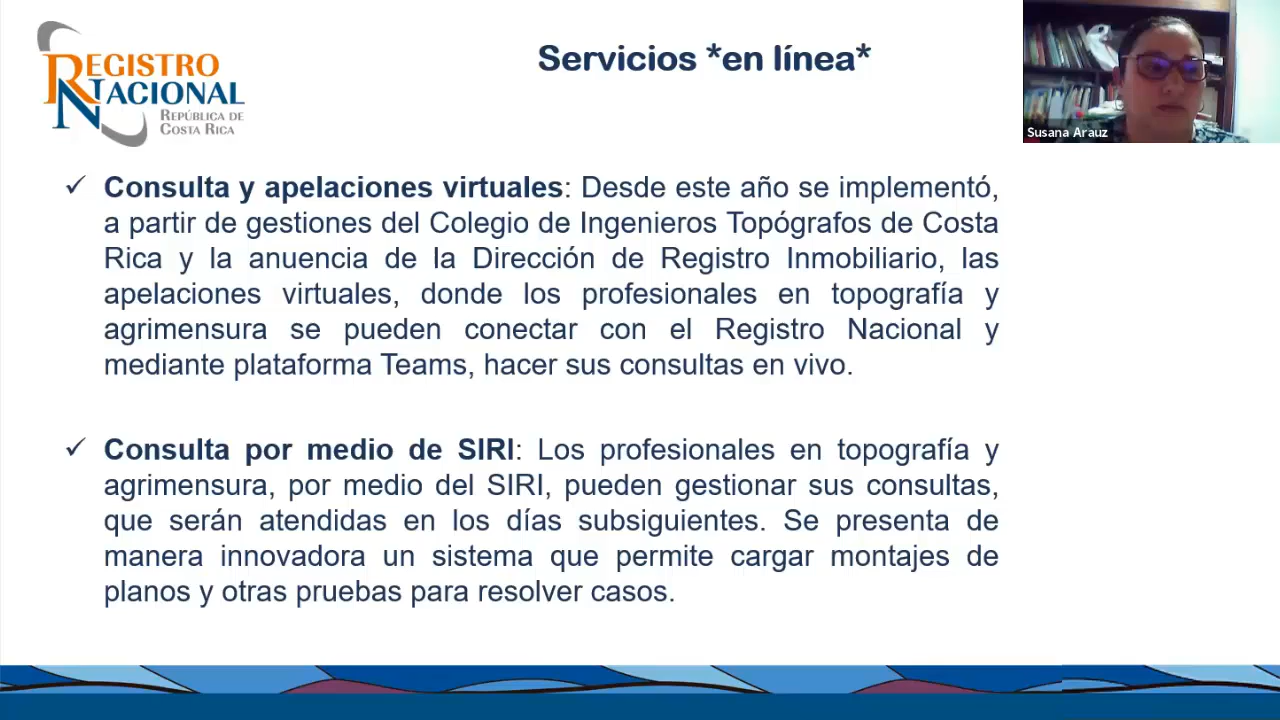 REGISTRO
NACIONAL
REPÚBLICA DE
COSTA RICA
Servicios *en línea*
Susana Arauz
✓ Consulta y apelaciones virtuales: Desde este año se implementó,
a partir de gestiones del Colegio de Ingenieros Topógrafos de Costa
Rica y la anuencia de la Dirección de Registro Inmobiliario, las
apelaciones virtuales, donde los profesionales en topografía y
agrimensura se pueden conectar con el Registro Nacional y
mediante plataforma Teams, hacer sus consultas en vivo.
✓ Consulta por medio de SIRI: Los profesionales en topografía y
agrimensura, por medio del SIRI, pueden gestionar sus consultas,
que serán atendidas en los días subsiguientes. Se presenta de
manera innovadora un sistema que permite cargar montajes de
planos y otras pruebas para resolver casos.